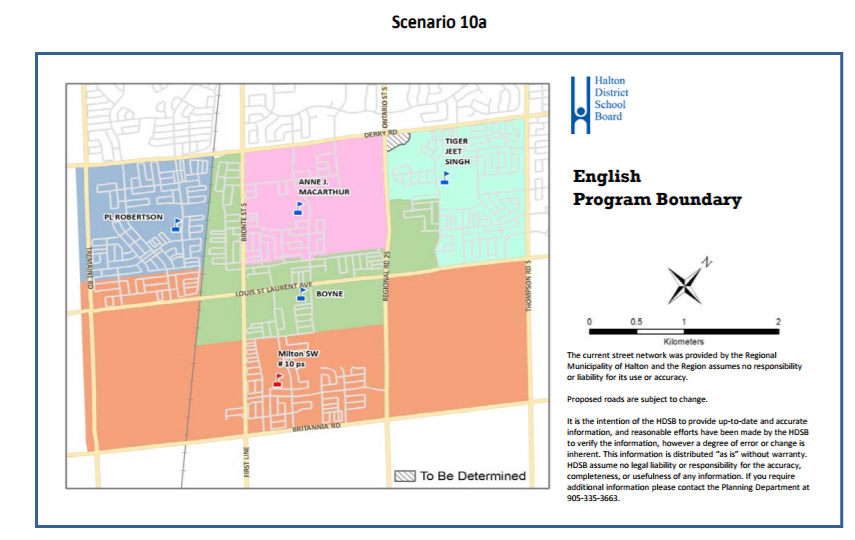 Scenario 10a
Halton
District
School
Board
English
Program Boundary
ONTARIO ST S
DERRY RD
TIGER
JEET
SINGH
ANNE J.
MACARTHUR
PL ROBERTSON
BRONTE ST S
TREMAINE RD
REGIONAL RD 25
THOMPSON RD S
LOUIS ST LAURENT AVE
BOYNE
Milton SW
# 10 ps
BRITANNIA RD
FIRST LINE
To Be Determined
N
0 0.5 1 2
Kilometers
The current street network was provided by the Regional
Municipality of Halton and the Region assumes no responsibility
or liability for its use or accuracy.
Proposed roads are subject to change.
It is the intention of the HDSB to provide up-to-date and accurate
information, and reasonable efforts have been made by the HDSB
to verify the information, however a degree of error or change is
inherent. This information is distributed "as is" without warranty.
HDSB assume no legal liability or responsibility for the accuracy,
completeness, or usefulness of any information. If you require
additional information please contact the Planning Department at
905-335-3663.